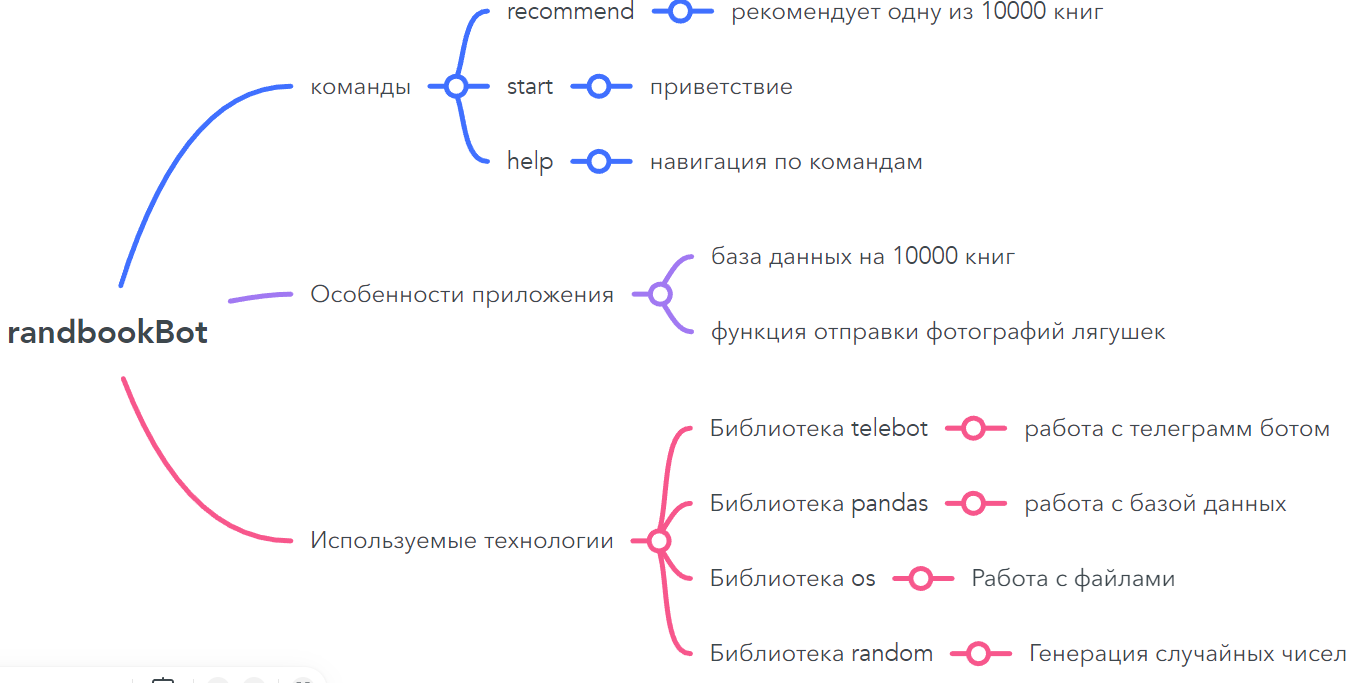 recommend
рекомендует одну из 10000 книг
команды
start
приветствие
help
навигация по командам
база данных на 10000 книг
Особенности приложения
функция отправки фотографий лягушек
randbookBot
Библиотека telebot
работа с телеграмм ботом
Библиотека pandas
работа с базой данных
Используемые технологии
Библиотека os
Работа с файлами
Библиотека random
Генерация случайных чисел